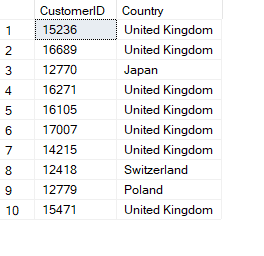 CustomerID Country
1 15236 United Kingdom
2 16689 United Kingdom
3 12770 Japan
4 16271 United Kingdom
5 16105 United Kingdom
6 17007 United Kingdom
7 14215 United Kingdom
8 12418 Switzerland
9 12779 Poland
10 15471 United Kingdom